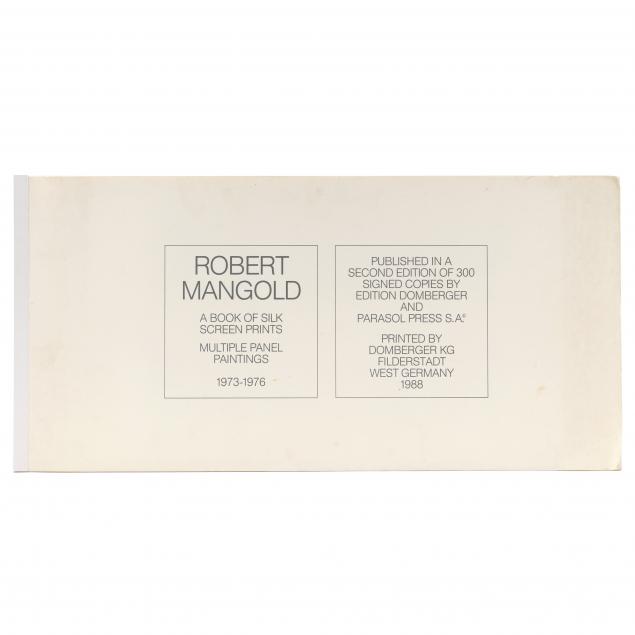 ROBERT
MANGOLD
A BOOK OF SILK
SCREEN PRINTS
MULTIPLE PANEL
PAINTINGS
1973-1976
PUBLISHED IN A
SECOND EDITION OF 300
SIGNED COPIES BY
EDITION DOMBERGER
AND
PARASOL PRESS S.A.©
PRINTED BY
DOMBERGER KG
FILDERSTADT
WEST GERMANY
1988